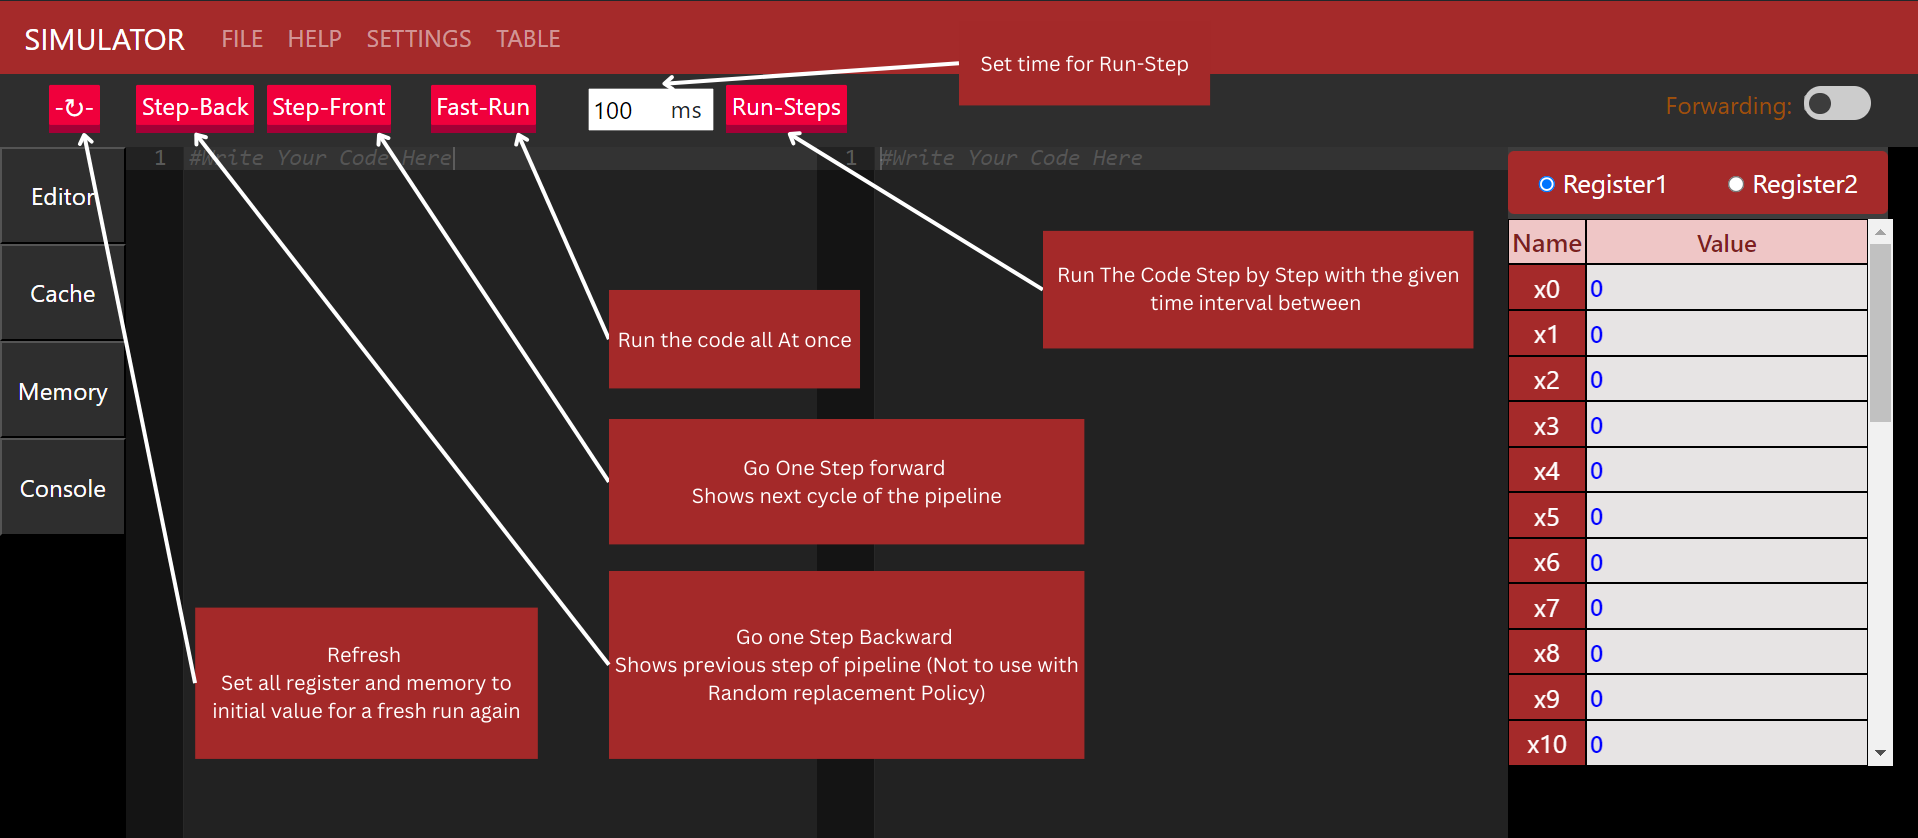 SIMULATOR FILE HELP SETTINGS TABLE
Set time for Run-Step
-↻- Step-Back Step-Front Fast-Run 100 ms Run-Steps Forwarding:
Editor
Cache
Memory
Console
1 #Write Your Code Here
1 #Write Your Code Here
Run The Code Step by Step with the given
time interval between
Run the code all At once
Go One Step forward
Shows next cycle of the pipeline
Go one Step Backward
Shows previous step of pipeline (Not to use with
Random replacement Policy)
Refresh
Set all register and memory to
initial value for a fresh run again
Register1 Register2
Name Value
x0 0
x1 0
x2 0
x3 0
x4 0
x5 0
x6 0
x7 0
x8 0
x9 0
x10 0